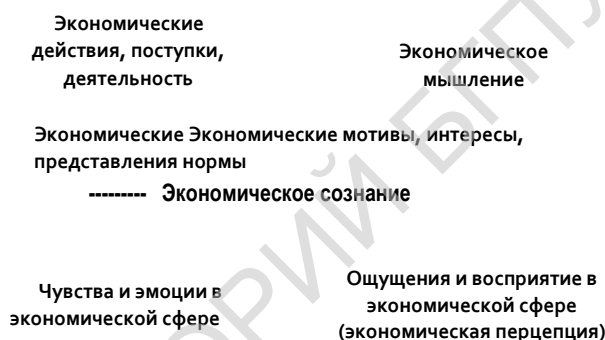 Экономические
действия, поступки,
деятельность
Экономическое
мышление
Экономические Экономические мотивы, интересы,
представления нормы
--------- Экономическое сознание
Чувства и эмоции в
экономической сфере
Ощущения и восприятие в
экономической сфере
(экономическая перцепция)